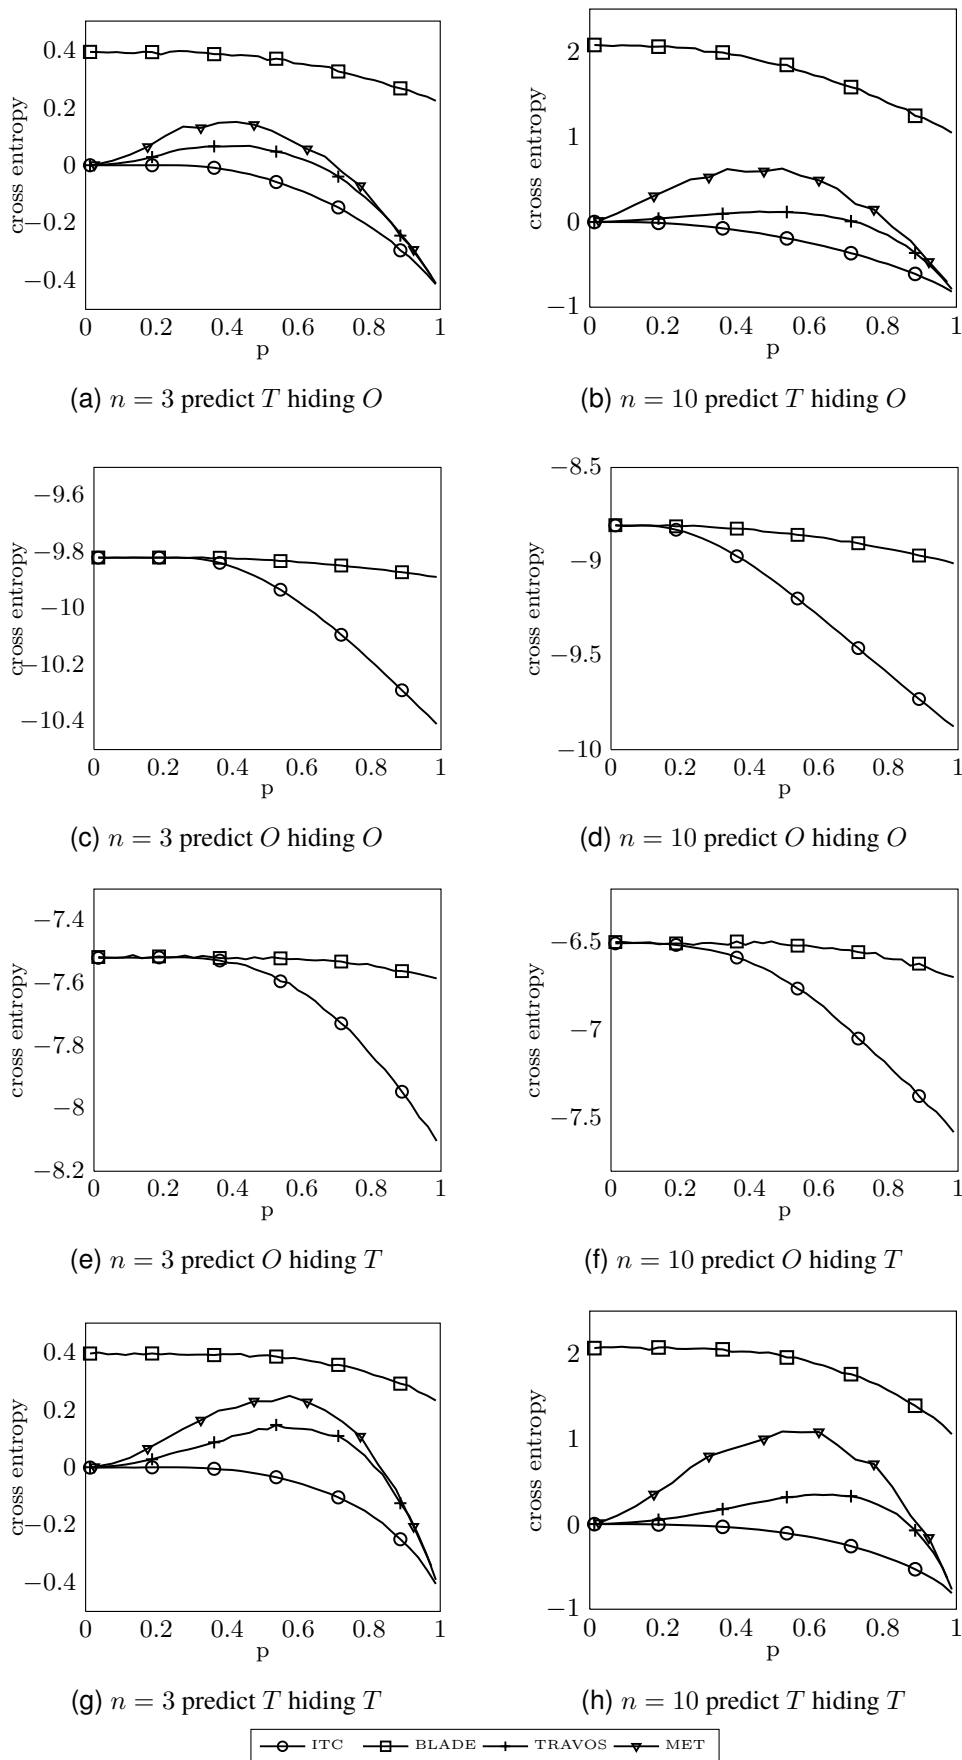 0.4
0.2
0
−0.2
−0.4
cross entropy
0 0.2 0.4 0.6 0.8 1
p
(a) n = 3 predict T hiding O
2
1
0
−1
cross entropy
0 0.2 0.4 0.6 0.8 1
p
(b) n = 10 predict T hiding O
−9.6
−9.8
−10
−10.2
−10.4
cross entropy
0 0.2 0.4 0.6 0.8 1
p
(c) n = 3 predict O hiding O
−8.5
−9
−9.5
−10
cross entropy
0 0.2 0.4 0.6 0.8 1
p
(d) n = 10 predict O hiding O
−7.4
−7.6
−7.8
−8
−8.2
cross entropy
0 0.2 0.4 0.6 0.8 1
p
(e) n = 3 predict O hiding T
−6.5
−7
−7.5
cross entropy
0 0.2 0.4 0.6 0.8 1
p
(f) n = 10 predict O hiding T
0.4
0.2
0
−0.2
−0.4
cross entropy
0 0.2 0.4 0.6 0.8 1
p
(g) n = 3 predict T hiding T
2
1
0
−1
cross entropy
0 0.2 0.4 0.6 0.8 1
p
(h) n = 10 predict T hiding T
ITC BLADE TRAVOS MET